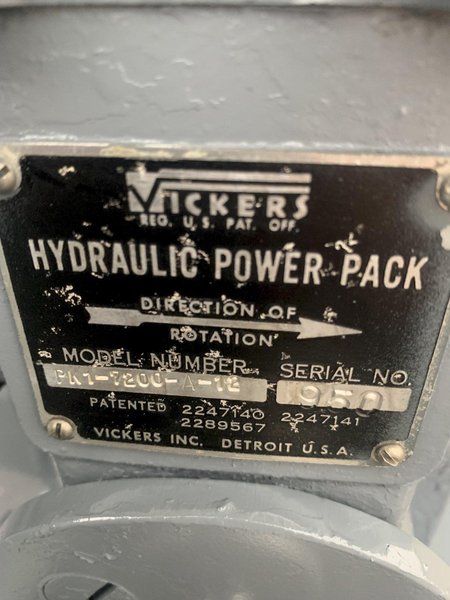 VICKERS
REG. U.S. PAT. OFF.
HYDRAULIC POWER PACK
DIRECTION OF
ROTATION
MODEL NUMBER SERIAL NO.
950
PATENTED 2247140 2247141
2289567
VICKERS INC. DETROIT U.S.A.